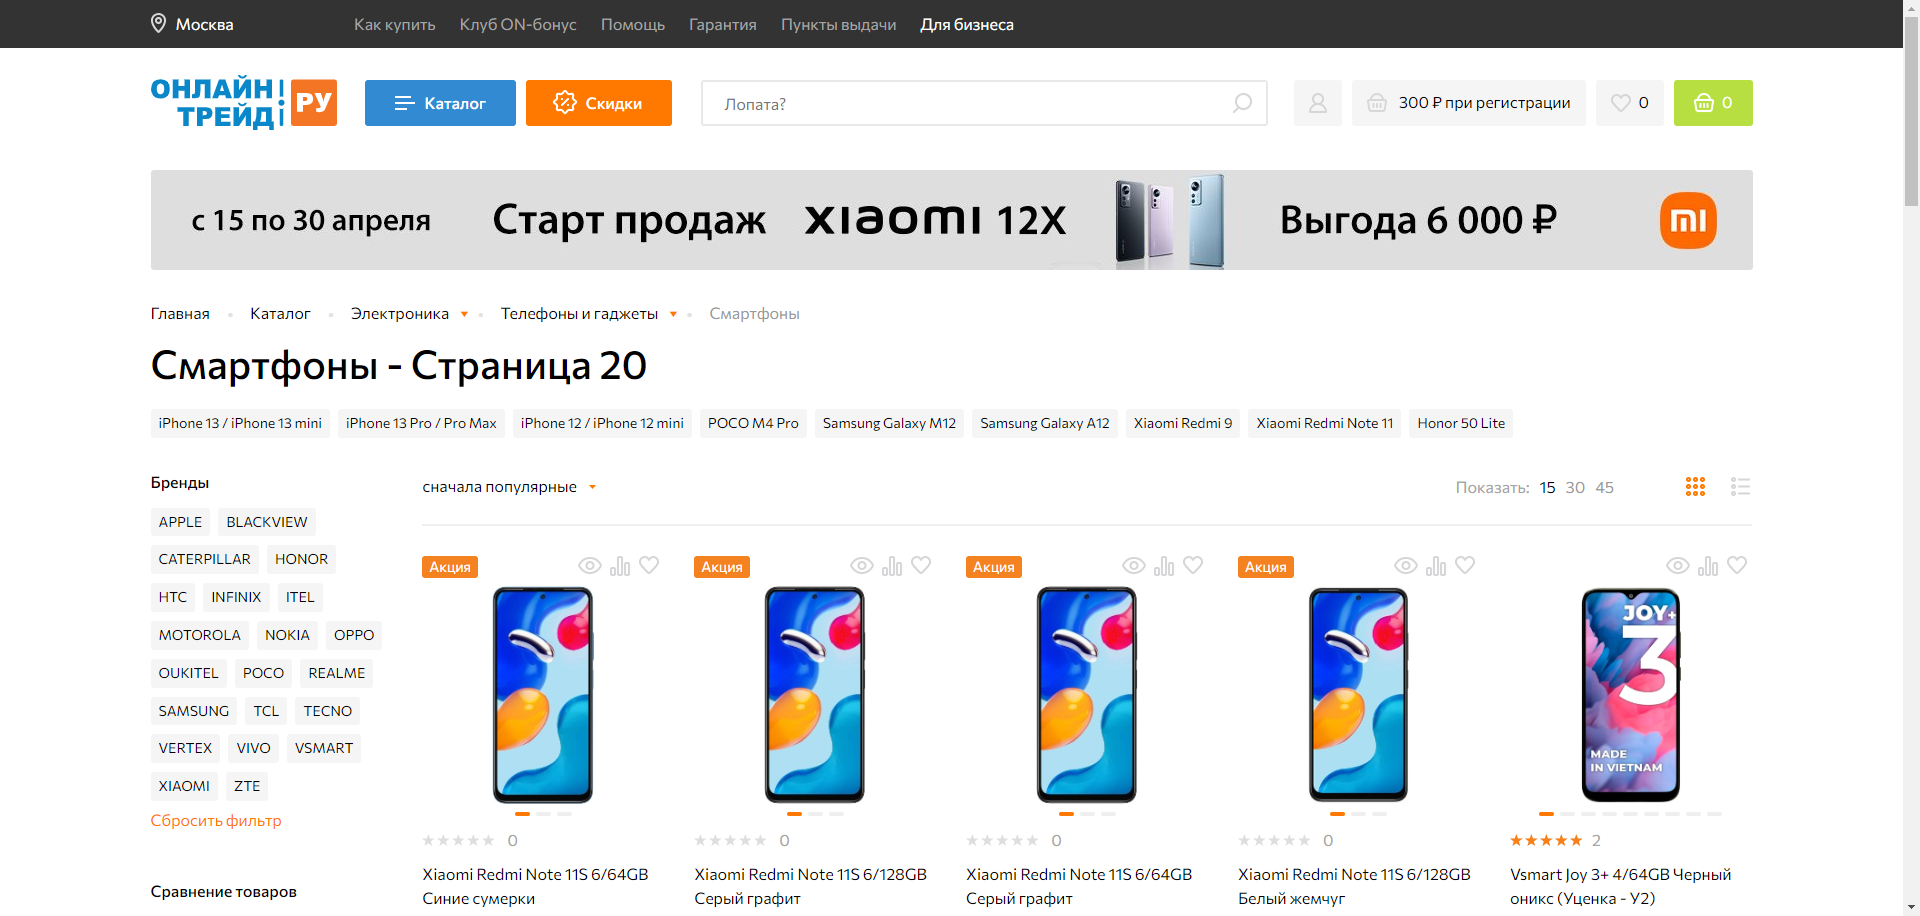 Москва
Как купить
Клуб ON-бонус
Помощь
Гарантия
Пункты выдачи
Для бизнеса
ОНЛАЙН
ТРЕЙД
РУ
Каталог
Скидки
Лопата?
300 ₽ при регистрации
0
0
с 15 по 30 апреля
Старт продаж
xiaomi 12X
Выгода 6 000 ₽
mi
Главная
Каталог
Электроника
Телефоны и гаджеты
Смартфоны
Смартфоны - Страница 20
iPhone 13 / iPhone 13 mini
iPhone 13 Pro / Pro Max
iPhone 12 / iPhone 12 mini
POCO M4 Pro
Samsung Galaxy M12
Samsung Galaxy A12
Xiaomi Redmi 9
Xiaomi Redmi Note 11
Honor 50 Lite
Бренды
APPLE
BLACKVIEW
CATERPILLAR
HONOR
HTC
INFINIX
ITEL
MOTOROLA
NOKIA
OPPO
OUKITEL
POCO
REALME
SAMSUNG
TCL
TECNO
VERTEX
VIVO
VSMART
XIAOMI
ZTE
Сбросить фильтр
Сравнение товаров
сначала популярные
Показать: 15 30 45
Акция
0
Xiaomi Redmi Note 11S 6/64GB
Синие сумерки
Акция
0
Xiaomi Redmi Note 11S 6/128GB
Серый графит
Акция
0
Xiaomi Redmi Note 11S 6/64GB
Серый графит
Акция
0
Xiaomi Redmi Note 11S 6/128GB
Белый жемчуг
JOY+
3
MADE
IN VIETNAM
2
Vsmart Joy 3+ 4/64GB Черный
оникс (Уценка - У2)